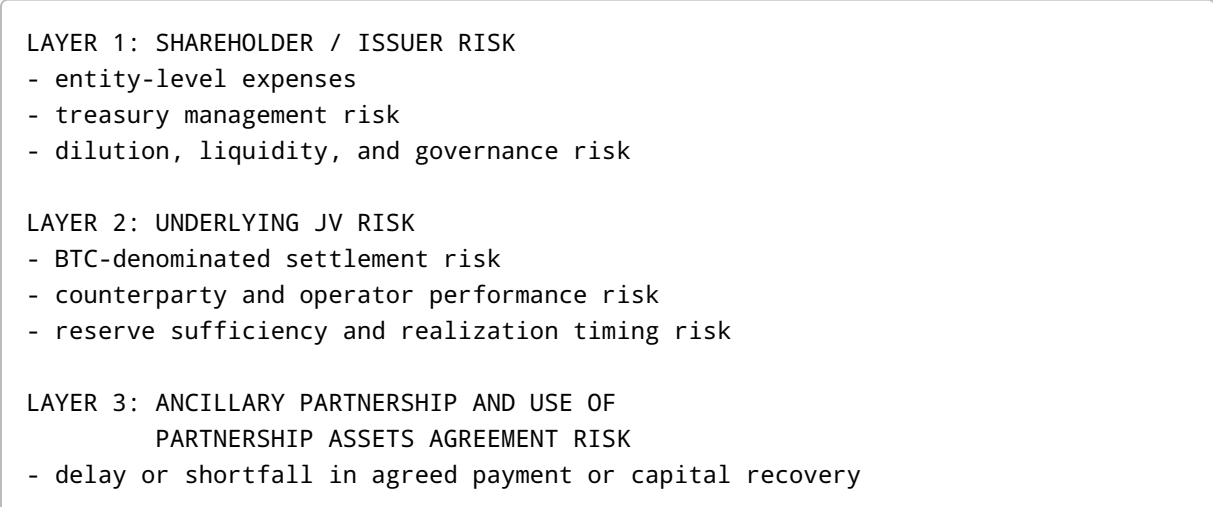 LAYER 1: SHAREHOLDER / ISSUER RISK
- entity-level expenses
- treasury management risk
- dilution, liquidity, and governance risk
LAYER 2: UNDERLYING JV RISK
- BTC-denominated settlement risk
- counterparty and operator performance risk
- reserve sufficiency and realization timing risk
LAYER 3: ANCILLARY PARTNERSHIP AND USE OF
PARTNERSHIP ASSETS AGREEMENT RISK
- delay or shortfall in agreed payment or capital recovery